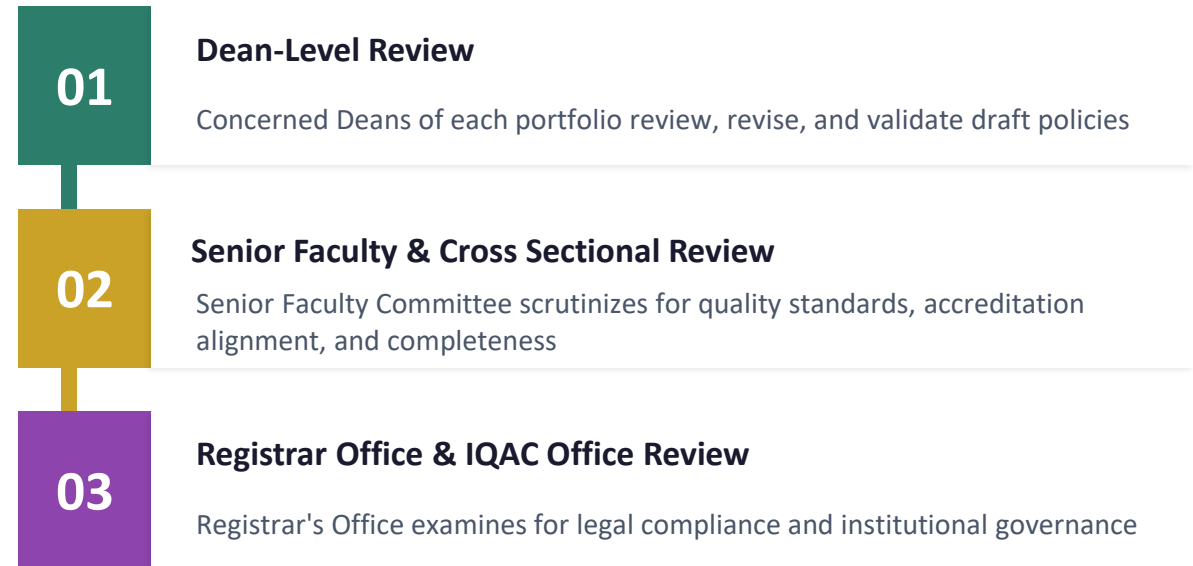 01
Dean-Level Review
Concerned Deans of each portfolio review, revise, and validate draft policies
02
Senior Faculty & Cross Sectional Review
Senior Faculty Committee scrutinizes for quality standards, accreditation
alignment, and completeness
03
Registrar Office & IQAC Office Review
Registrar's Office examines for legal compliance and institutional governance